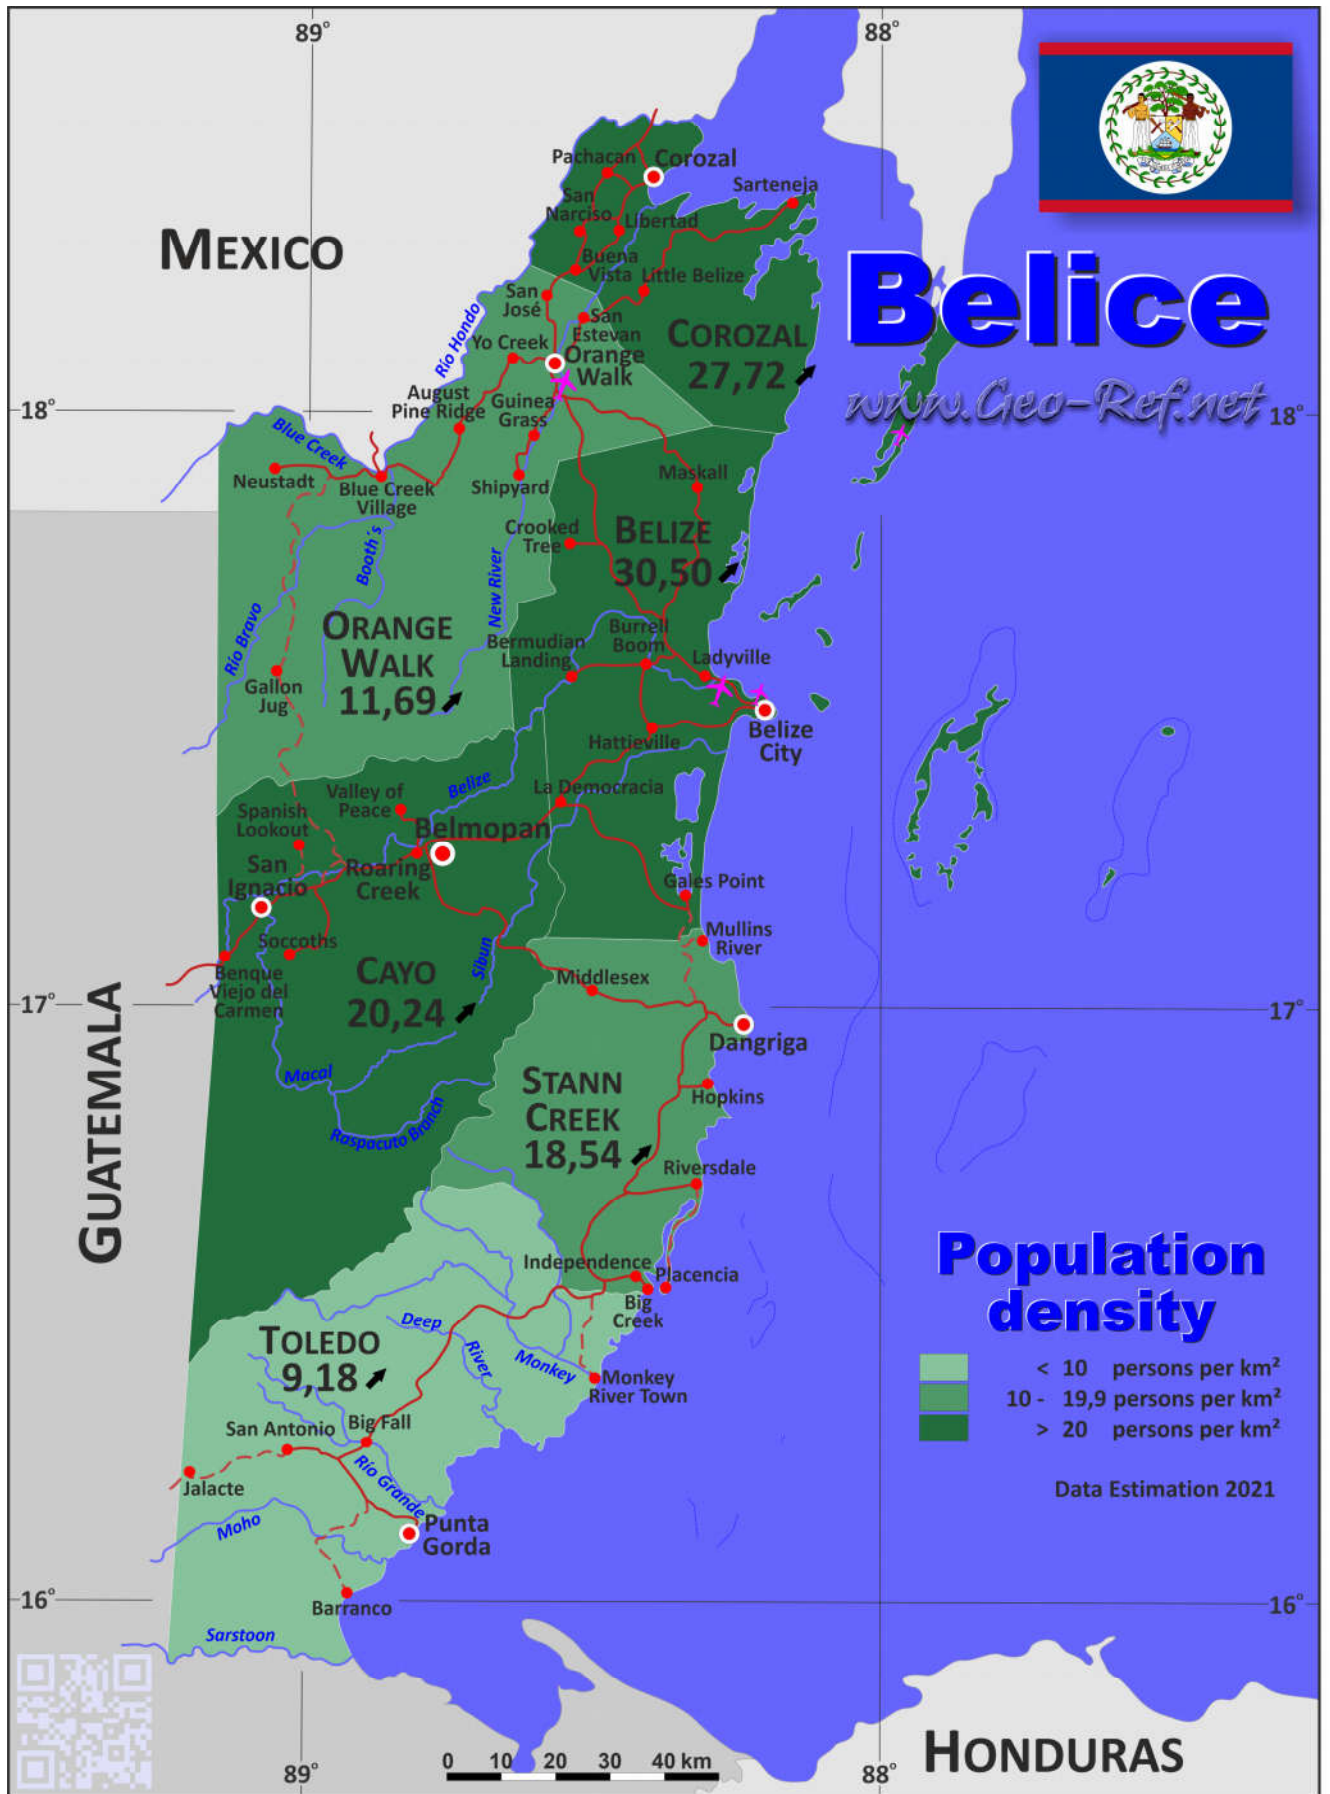 89°
88°
MEXICO
Belice
www.Geo-Ref.net
Pachacan
Corozal
Sarteneja
San
Narciso
Libertad
Buena
Vista
Little Belize
San
José
San
Estevan
COROZAL
27,72
Río Hondo
Yo Creek
Orange
Walk
August
Pine Ridge
Guinea
Grass
18°
18°
Blue Creek
Neustadt
Blue Creek
Village
Shipyard
Maskall
Crooked
Tree
BELIZE
30,50
Booth´s
New River
Río Bravo
ORANGE
WALK
11,69
Gallon
Jug
Bermudian
Landing
Burrell
Boom
Ladyville
Belize
City
Hattieville
La Democracia
Belize
Valley of
Peace
Spanish
Lookout
Belmopan
San
Ignacio
Roaring
Creek
Gales Point
Mullins
River
Soccoths
Benque
Viejo del
Carmen
CAYO
20,24
Sibun
Middlesex
17°
17°
Dangriga
GUATEMALA
Macal
Raspacuto Branch
STANN
CREEK
18,54
Hopkins
Riversdale
Independence
Placencia
Big
Creek
Population
density
< 10 persons per km²
10 - 19,9 persons per km²
> 20 persons per km²
Data Estimation 2021
TOLEDO
9,18
Deep
River
Monkey
Monkey
River Town
San Antonio
Big Fall
Jalacte
Río Grande
Moho
Punta
Gorda
16°
16°
Barranco
Sarstoon
HONDURAS
0 10 20 30 40 km
89°
88°